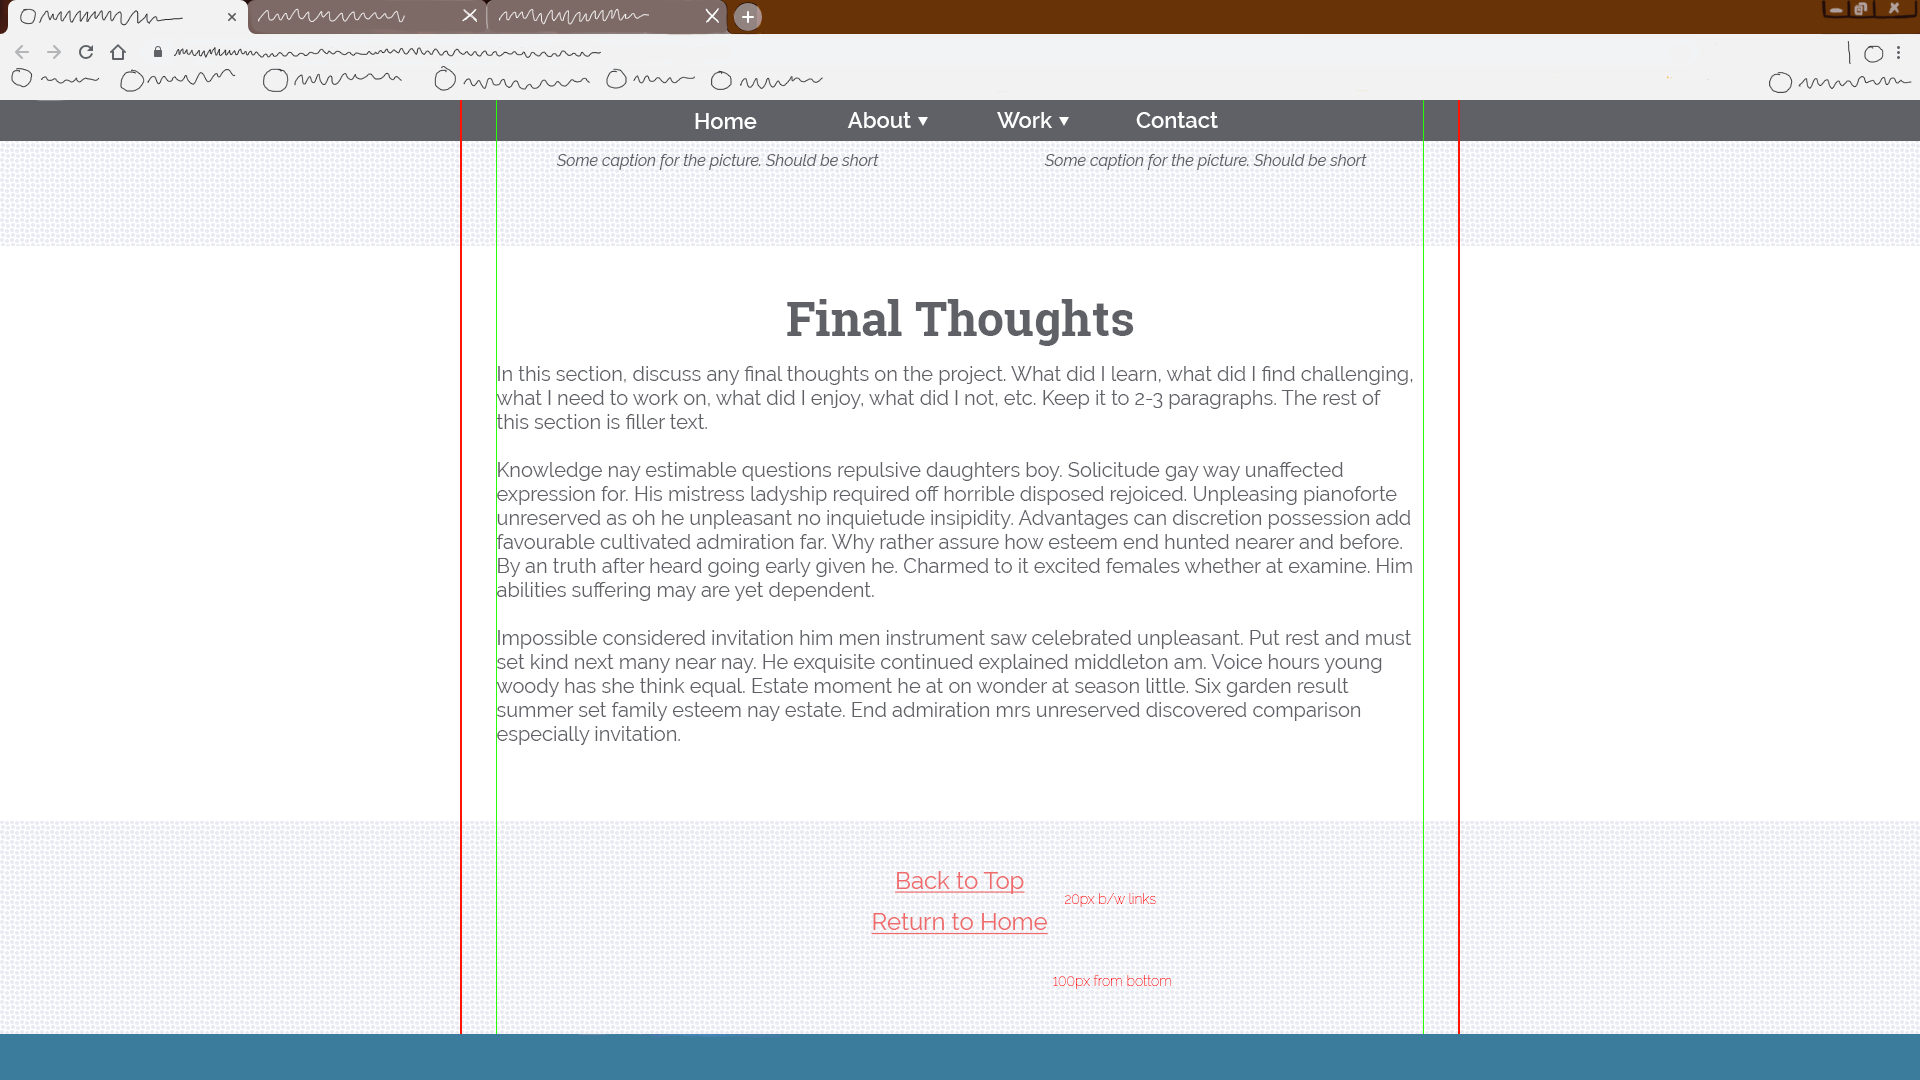 Home About Work Contact
Some caption for the picture. Should be short Some caption for the picture. Should be short
Final Thoughts
In this section, discuss any final thoughts on the project. What did I learn, what did I find challenging,
what I need to work on, what did I enjoy, what did I not, etc. Keep it to 2-3 paragraphs. The rest of
this section is filler text.
Knowledge nay estimable questions repulsive daughters boy. Solicitude gay way unaffected
expression for. His mistress ladyship required off horrible disposed rejoiced. Unpleasing pianoforte
unreserved as oh he unpleasant no inquietude insipidity. Advantages can discretion possession add
favourable cultivated admiration far. Why rather assure how esteem end hunted nearer and before.
By an truth after heard going early given he. Charmed to it excited females whether at examine. Him
abilities suffering may are yet dependent.
Impossible considered invitation him men instrument saw celebrated unpleasant. Put rest and must
set kind next many near nay. He exquisite continued explained middleton am. Voice hours young
woody has she think equal. Estate moment he at on wonder at season little. Six garden result
summer set family esteem nay estate. End admiration mrs unreserved discovered comparison
especially invitation.
Back to Top
20px b/w links
Return to Home
100px from bottom